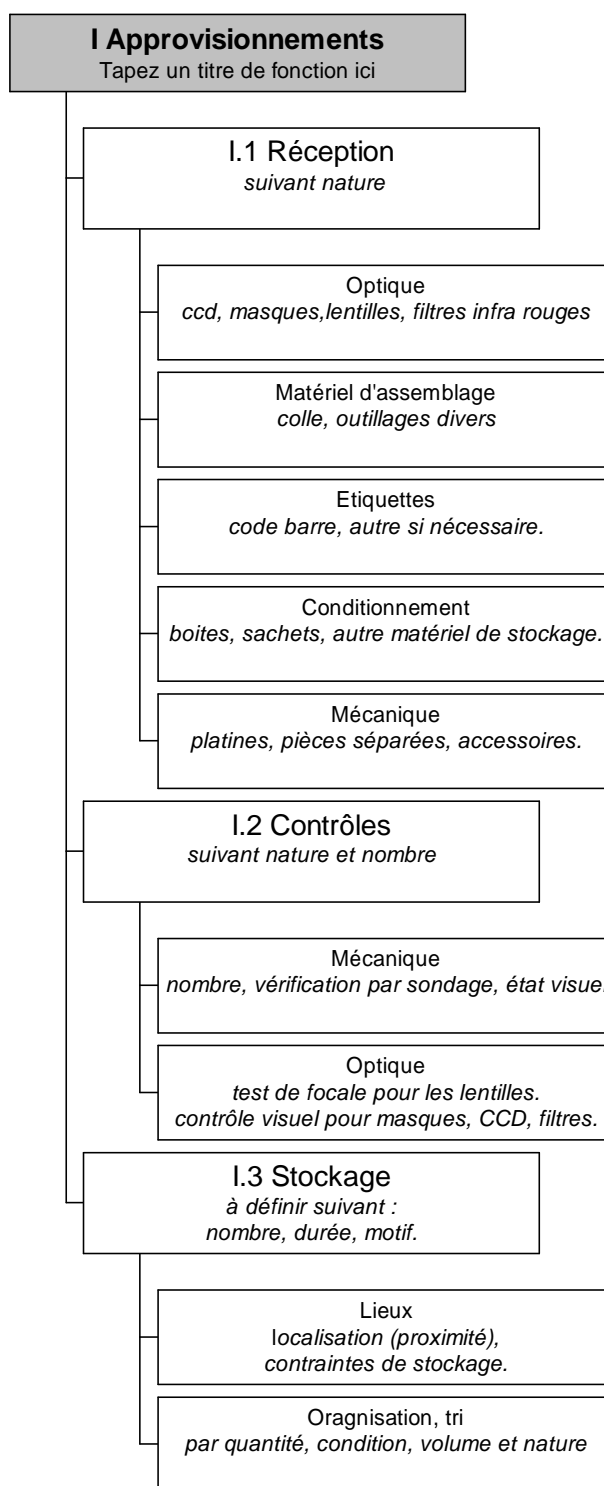 I Approvisionnements
Tapez un titre de fonction ici
I.1 Réception
suivant nature
Optique
ccd, masques,lentilles, filtres infra rouges
Matériel d'assemblage
colle, outillages divers
Etiquettes
code barre, autre si nécessaire.
Conditionnement
boites, sachets, autre matériel de stockage.
Mécanique
platines, pièces séparées, accessoires.
I.2 Contrôles
suivant nature et nombre
Mécanique
nombre, vérification par sondage, état visuel
Optique
test de focale pour les lentilles.
contrôle visuel pour masques, CCD, filtres.
I.3 Stockage
à définir suivant :
nombre, durée, motif.
Lieux
localisation (proximité),
contraintes de stockage.
Oragnisation, tri
par quantité, condition, volume et nature